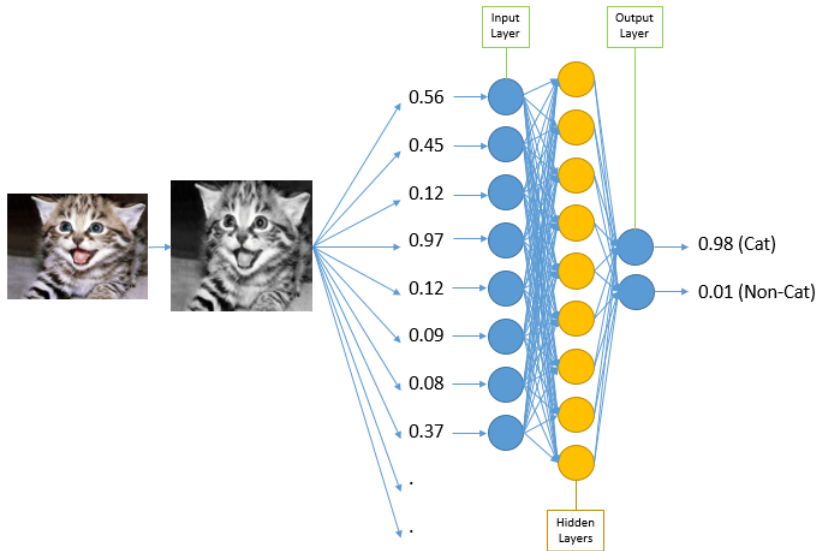 Input
Layer
Output
Layer
0.56
0.45
0.12
0.97
0.12
0.09
0.08
0.37
.
.
0.98 (Cat)
0.01 (Non-Cat)
Hidden
Layers